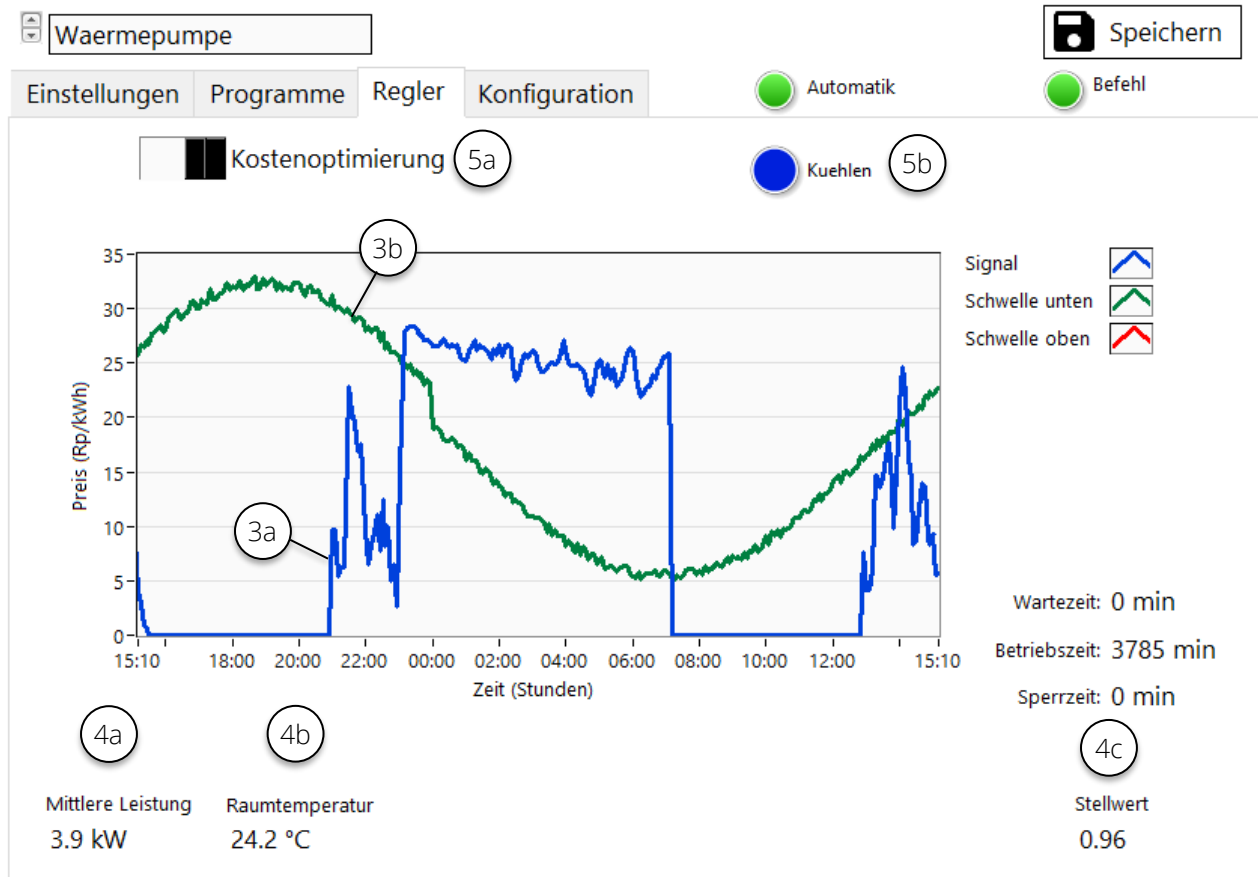 Waermepumpe
Speichern
Einstellungen Programme Regler Konfiguration
Automatik
Befehl
Kostenoptimierung
5a
Kuehlen
5b
3b
3a
Preis (Rp/kWh)
35
30
25
20
15
10
5
0
15:10 18:00 20:00 22:00 00:00 02:00 04:00 06:00 08:00 10:00 12:00 15:10
Zeit (Stunden)
Signal
Schwelle unten
Schwelle oben
Wartezeit: 0 min
Betriebszeit: 3785 min
Sperrzeit: 0 min
4a
4b
4c
Mittlere Leistung
3.9 kW
Raumtemperatur
24.2 °C
Stellwert
0.96